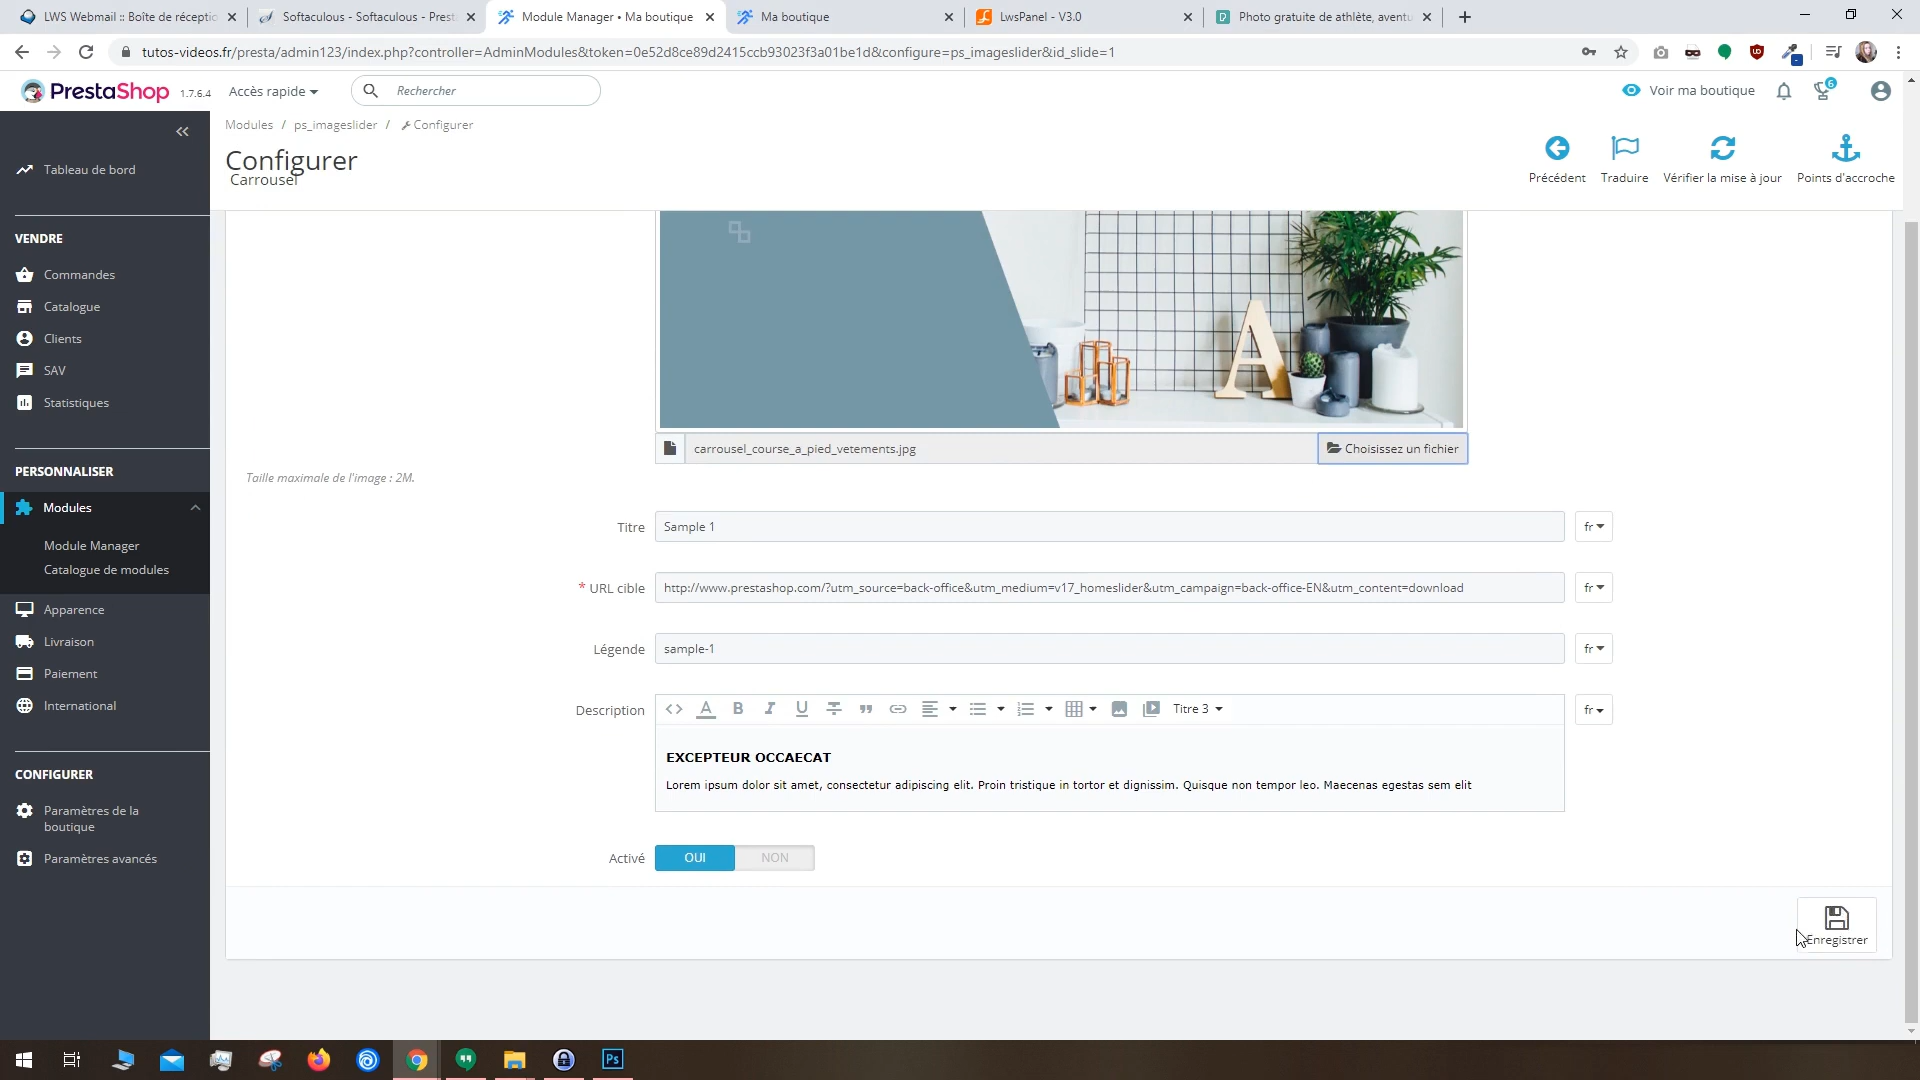 LWS Webmail :: Boîte de réceptio
Softaculous - Softaculous - Prest
Module Manager • Ma boutique
Ma boutique
LwsPanel - V3.0
Photo gratuite de athlète, aventu
tutos-videos.fr/presta/admin123/index.php?controller=AdminModules&token=0e52d8ce89d2415ccb93023f3a01be1d&configure=ps_imageslider&id_slide=1
PrestaShop 1.7.6.4
Accès rapide
Rechercher
Voir ma boutique
6
Modules / ps_imageslider / Configurer
Configurer
Carrousel
Précédent
Traduire
Vérifier la mise à jour
Points d'accroche
Tableau de bord
VENDRE
Commandes
Catalogue
Clients
SAV
Statistiques
PERSONNALISER
Modules
Module Manager
Catalogue de modules
Apparence
Livraison
Paiement
International
CONFIGURER
Paramètres de la
boutique
Paramètres avancés
A
carrousel_course_a_pied_vetements.jpg
Choisissez un fichier
Taille maximale de l'image : 2M.
Titre
Sample 1
fr
* URL cible
http://www.prestashop.com/?utm_source=back-office&utm_medium=v17_homeslider&utm_campaign=back-office-EN&utm_content=download
fr
Légende
sample-1
fr
Description
Titre 3
fr
EXCEPTEUR OCCAECAT
Lorem ipsum dolor sit amet, consectetur adipiscing elit. Proin tristique in tortor et dignissim. Quisque non tempor leo. Maecenas egestas sem elit
Activé
OUI
NON
Enregistrer
Ps